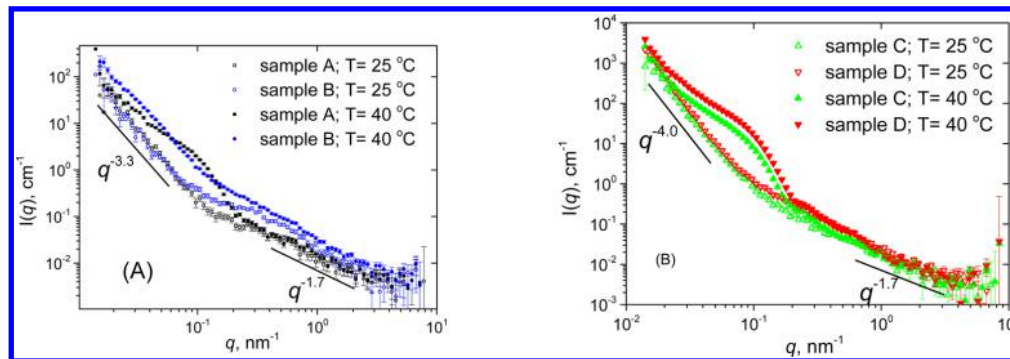 10²
10¹
10⁰
10⁻¹
10⁻²
10⁻³
I(q), cm⁻¹
sample A; T= 25 °C
sample B; T= 25 °C
sample A; T= 40 °C
sample B; T= 40 °C
q⁻³·³
(A)
q⁻¹·⁷
10⁻¹ 10⁰ 10¹
q, nm⁻¹
10⁴
10³
10²
10¹
10⁰
10⁻¹
10⁻²
10⁻³
I(q), cm⁻¹
sample C; T= 25 °C
sample D; T= 25 °C
sample C; T= 40 °C
sample D; T= 40 °C
q⁻⁴·⁰
(B)
q⁻¹·⁷
10⁻² 10⁻¹ 10⁰ 10
q, nm⁻¹